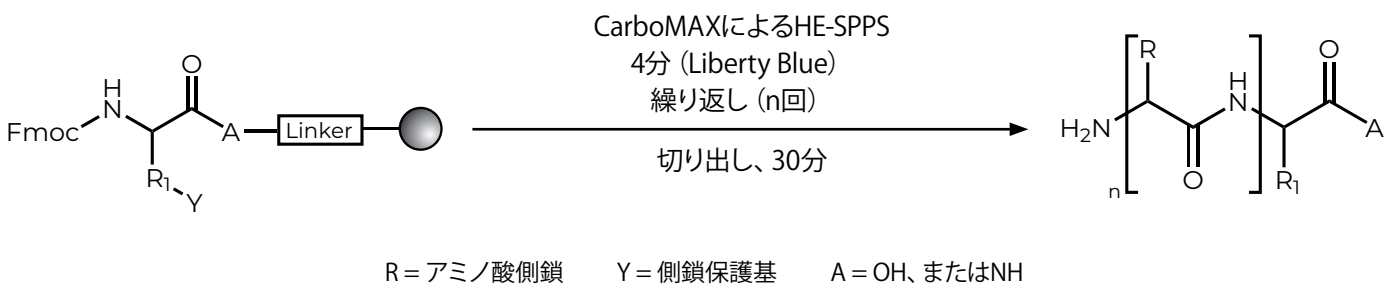 CarboMAXによるHE-SPPS
4分（Liberty Blue）
繰り返し（n回）
切り出し、30分
Fmoc
H
N
O
A
Linker
R1
Y
H2N
n
R
O
H
N
R1
O
A
R = アミノ酸側鎖 Y = 側鎖保護基 A = OH、またはNH